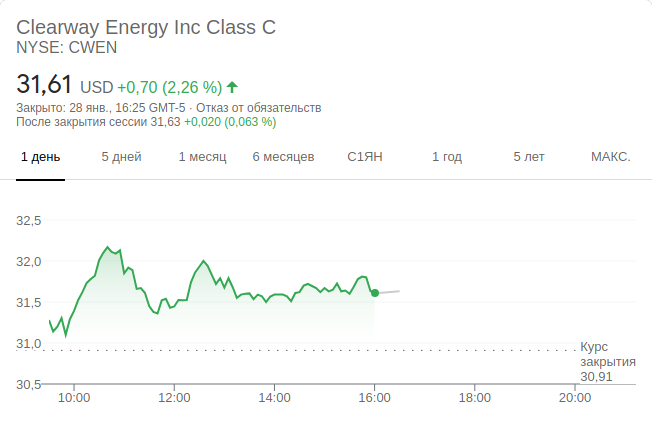 Clearway Energy Inc Class C
NYSE: CWEN
31,61 USD +0,70 (2,26 %)
Закрыто: 28 янв., 16:25 GMT-5 · Отказ от обязательств
После закрытия сессии 31,63 +0,020 (0,063 %)
1 день 5 дней 1 месяц 6 месяцев С1ЯН 1 год 5 лет МАКС.
32,5
32,0
31,5
31,0
Курс
закрытия
30,91
30,5
10:00 12:00 14:00 16:00 18:00 20:00